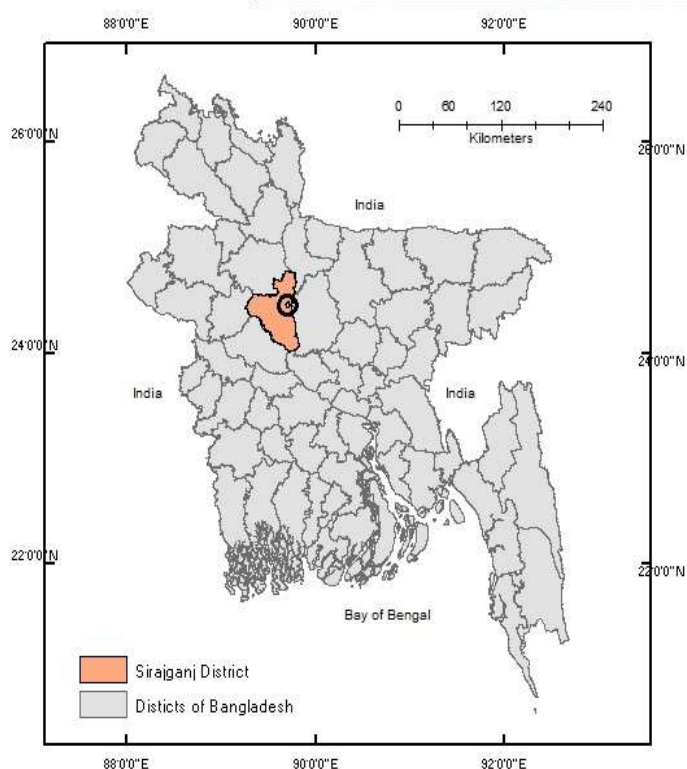 88°0'0"E 90°0'0"E 92°0'0"E
0 60 120 240
Kilometers
26°0'0"N 26°0'0"N
India
24°0'0"N 24°0'0"N
India India
22°0'0"N 22°0'0"N
Bay of Bengal
Sirajganj District
Disticts of Bangladesh
88°0'0"E 90°0'0"E 92°0'0"E